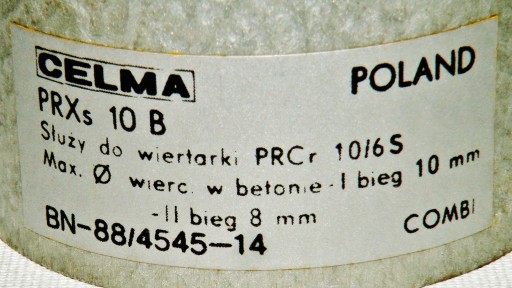 CELMA POLAND
PRXs 10 B
Służy do wiertarki PRCr 10/6S
Max. Ø wierc. w betonie-I bieg 10 mm
-II bieg 8 mm
BN-88/4545-14 COMBI